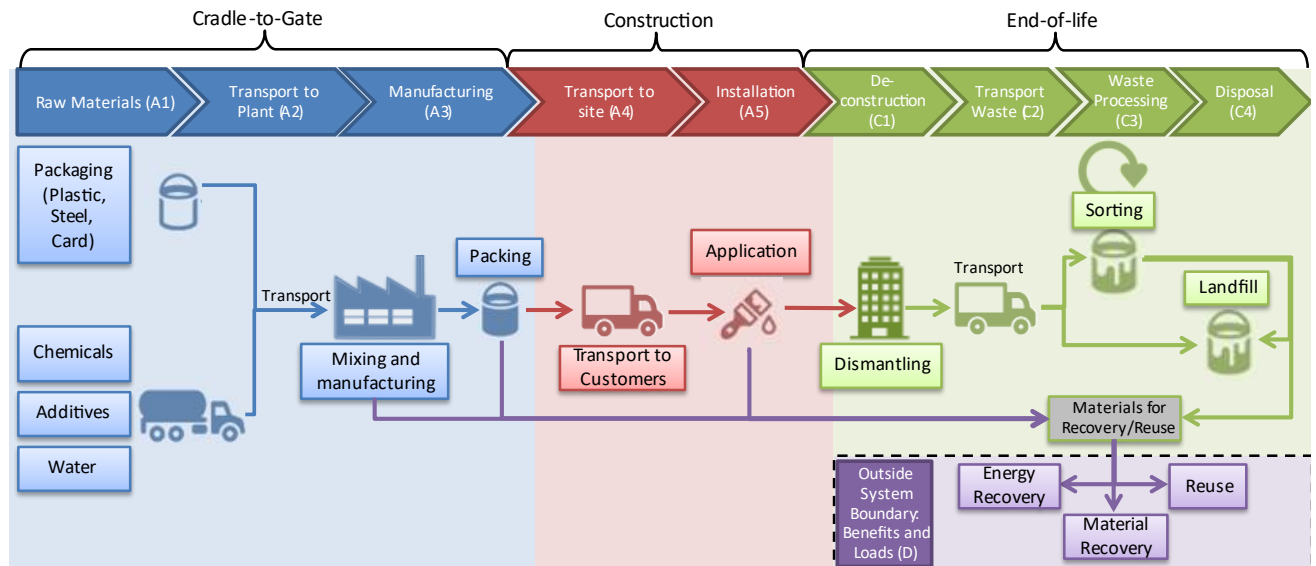 Cradle-to-Gate
Construction
End-of-life
Raw Materials (A1)
Transport to
Plant (A2)
Manufacturing
(A3)
Transport to
site (A4)
Installation
(A5)
De-
construction
(C1)
Transport
Waste (C2)
Waste
Processing
(C3)
Disposal
(C4)
Packaging
(Plastic,
Steel,
Card)
Chemicals
Additives
Water
Transport
Mixing and
manufacturing
Packing
Transport to
Customers
Application
Dismantling
Transport
Sorting
Landfill
Materials for
Recovery/Reuse
Outside
System
Boundary:
Benefits and
Loads (D)
Energy
Recovery
Material
Recovery
Reuse